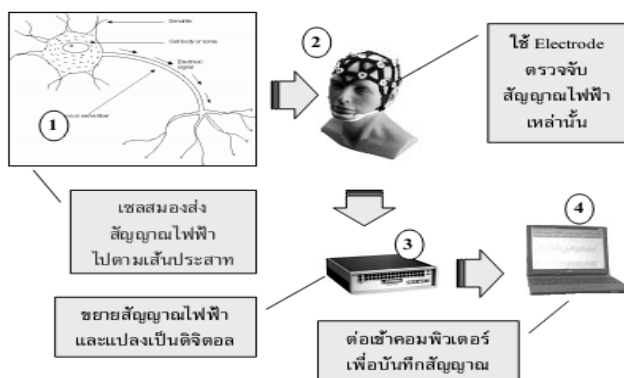 Dendrite
Cell body or soma
Electrical
signal
1
or nerve fiber
2
ใช้ Electrode
ตรวจจับ
สัญญาณไฟฟ้า
เหล่านั้น
เซลสมองส่ง
สัญญาณไฟฟ้า
ไปตามเส้นประสาท
3
4
ขยายสัญญาณไฟฟ้า
และแปลงเป็นดิจิตอล
ต่อเข้าคอมพิวเตอร์
เพื่อบันทึกสัญญาณ